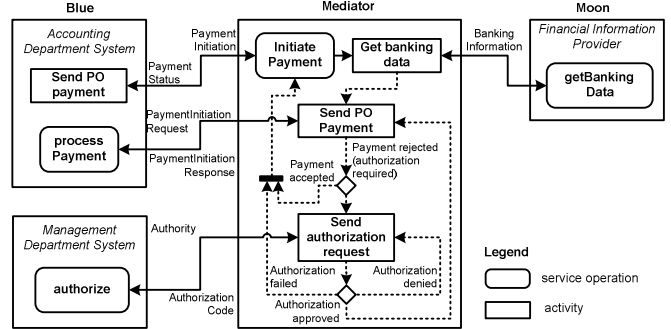 Blue
Mediator
Moon
Accounting
Department System
Send PO
payment
process
Payment
Payment
Initiation
Payment
Status
PaymentInitiation
Request
PaymentInitiation
Response
Initiate
Payment
Get banking
data
Banking
Information
Financial Information
Provider
getBanking
Data
Send PO
Payment
Payment
accepted
Payment rejected
(authorization
required)
Management
Department System
authorize
Authority
Authorization
Code
Send
authorization
request
Authorization
failed
Authorization
denied
Authorization
approved
Legend
service operation
activity